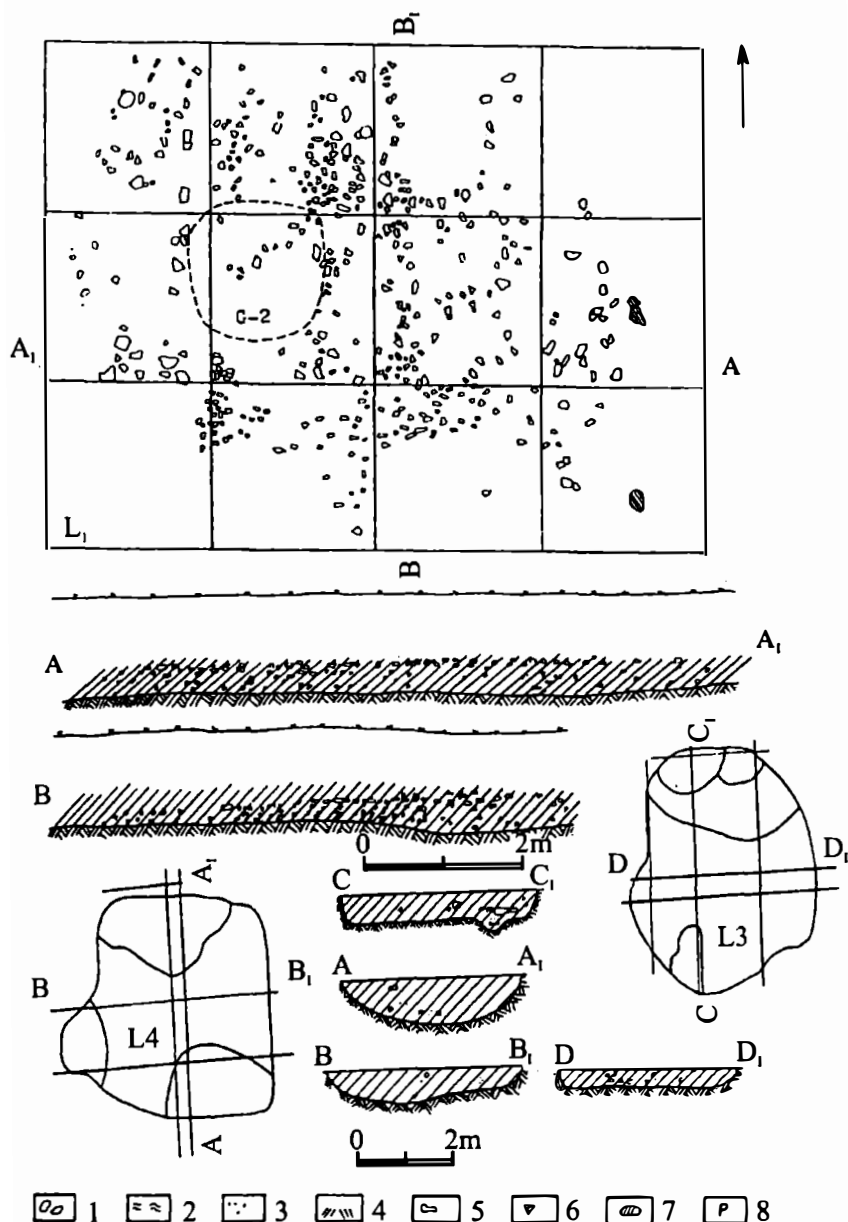 B₁
C-2
A₁ A
L₁
B
A A₁
B
0 2m
C₁
D D₁
L3
C
C C₁
A₁
B B₁
L4
A
A A₁
B B₁
D D₁
0 2m
1 2 3 4 5 6 7 P 8